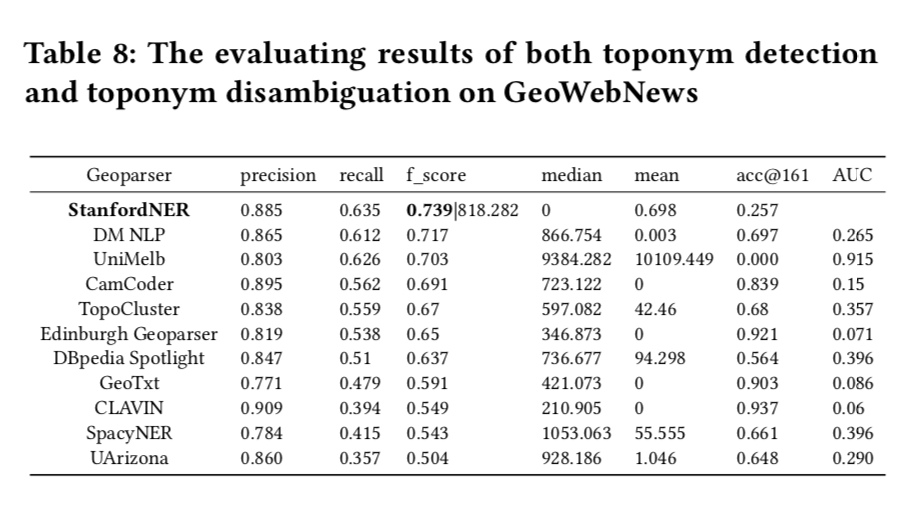 Table 8: The evaluating results of both toponym detection
and toponym disambiguation on GeoWebNews
Geoparser precision recall f_score median mean acc@161 AUC
StanfordNER 0.885 0.635 0.739|818.282 0 0.698 0.257
DM NLP 0.865 0.612 0.717 866.754 0.003 0.697 0.265
UniMelb 0.803 0.626 0.703 9384.282 10109.449 0.000 0.915
CamCoder 0.895 0.562 0.691 723.122 0 0.839 0.15
TopoCluster 0.838 0.559 0.67 597.082 42.46 0.68 0.357
Edinburgh Geoparser 0.819 0.538 0.65 346.873 0 0.921 0.071
DBpedia Spotlight 0.847 0.51 0.637 736.677 94.298 0.564 0.396
GeoTxt 0.771 0.479 0.591 421.073 0 0.903 0.086
CLAVIN 0.909 0.394 0.549 210.905 0 0.937 0.06
SpacyNER 0.784 0.415 0.543 1053.063 55.555 0.661 0.396
UArizona 0.860 0.357 0.504 928.186 1.046 0.648 0.290